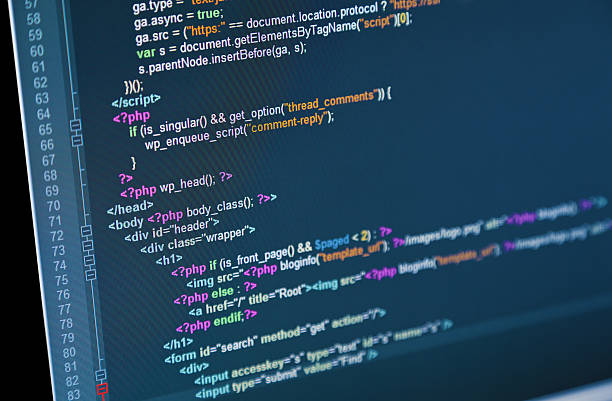 57 ga.type =
58 ga.async = true;
59 ga.src = ("https:" == document.location.protocol ? "https://
60 var s = document.getElementsByTagName("script")[0];
61 s.parentNode.insertBefore(ga, s);
62 })();
63 </script>
64 <?php
65 if (is_singular() && get_option("thread_comments")) {
66 wp_enqueue_script("comment-reply");
67 }
68 ?>
69 <?php wp_head(); ?>
70 </head>
71 <body <?php body_class(); ?>>
72 <div id="header">
73 <div class="wrapper">
74 <h1>
75 <?php if (is_front_page() && $paged < 2) : ?>
76 <img src="<?php bloginfo("template_url"); ?>/images/logo.png" alt="<?php bloginfo(
77 <?php else : ?>
78 <a href="/" title="Root"><img src="<?php bloginfo("template_url"); ?>/images/logo.png" alt=
79 <?php endif;?>
80 </h1>
81 <form id="search" method="get" action="/">
82 <div>
83 <input accesskey="s" type="text" id="s" name="s" />
<input type="submit" value="Find" />